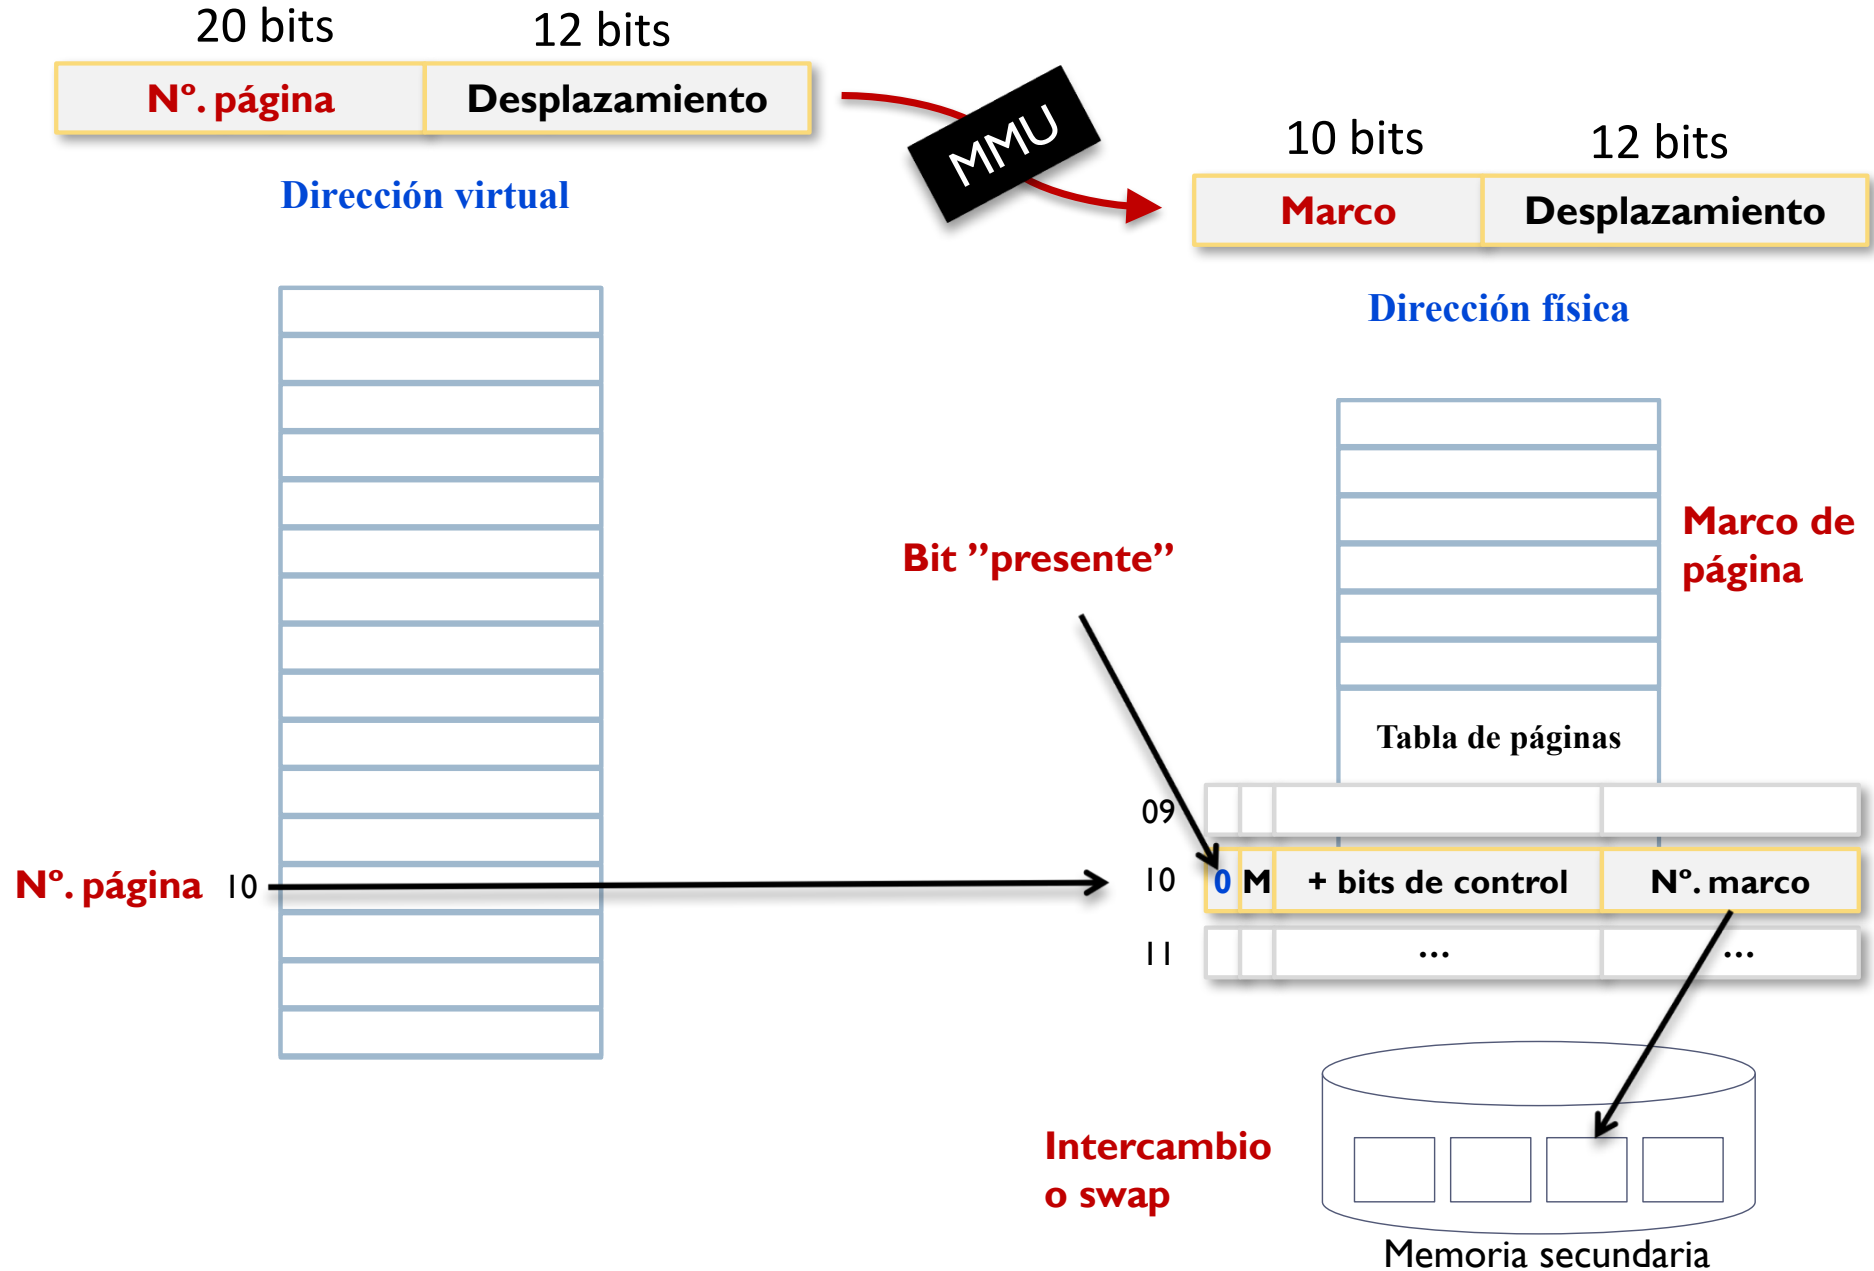 20 bits 12 bits
Nº. página Desplazamiento
MMU
Dirección virtual
10 bits 12 bits
Marco Desplazamiento
Dirección física
Bit ”presente”
Marco de
página
Tabla de páginas
09
Nº. página 10
10 0 M + bits de control Nº. marco
11 ... ...
Intercambio
o swap
Memoria secundaria